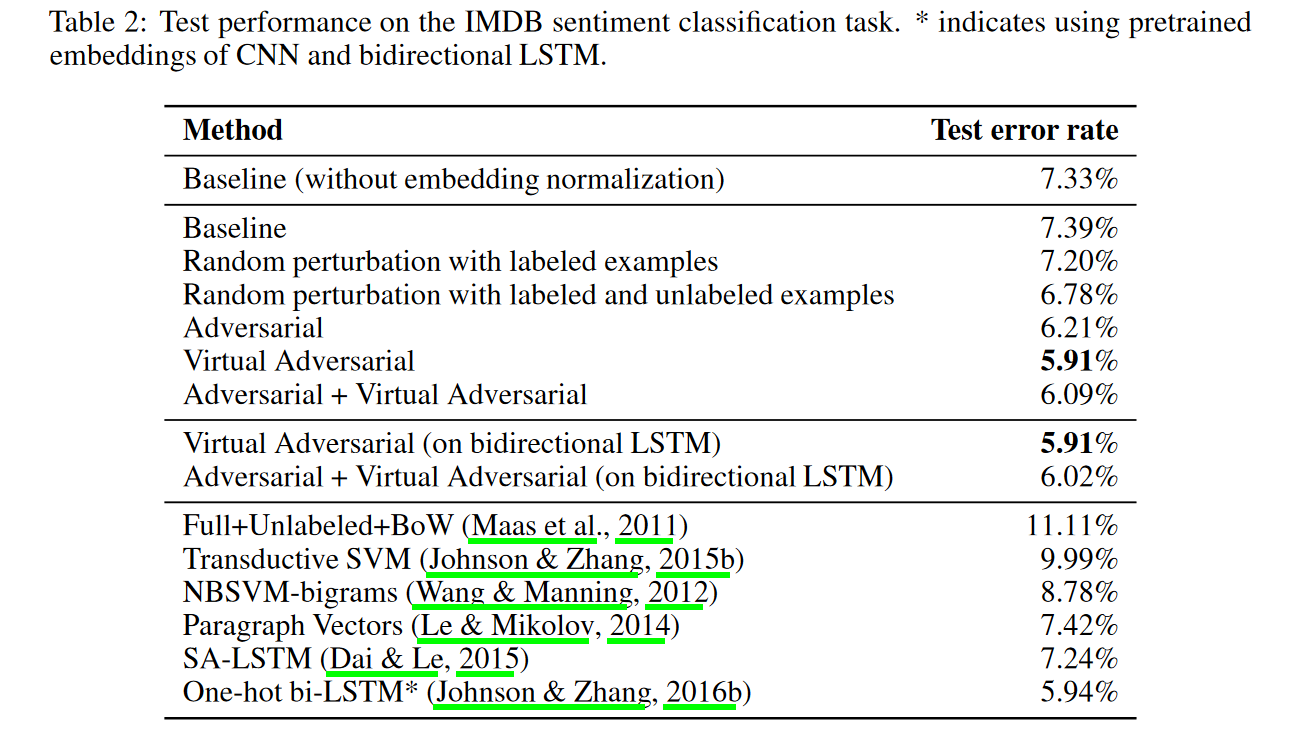 Table 2: Test performance on the IMDB sentiment classification task. * indicates using pretrained
embeddings of CNN and bidirectional LSTM.
Method Test error rate
Baseline (without embedding normalization) 7.33%
Baseline 7.39%
Random perturbation with labeled examples 7.20%
Random perturbation with labeled and unlabeled examples 6.78%
Adversarial 6.21%
Virtual Adversarial 5.91%
Adversarial + Virtual Adversarial 6.09%
Virtual Adversarial (on bidirectional LSTM) 5.91%
Adversarial + Virtual Adversarial (on bidirectional LSTM) 6.02%
Full+Unlabeled+BoW (Maas et al., 2011) 11.11%
Transductive SVM (Johnson & Zhang, 2015b) 9.99%
NBSVM-bigrams (Wang & Manning, 2012) 8.78%
Paragraph Vectors (Le & Mikolov, 2014) 7.42%
SA-LSTM (Dai & Le, 2015) 7.24%
One-hot bi-LSTM* (Johnson & Zhang, 2016b) 5.94%